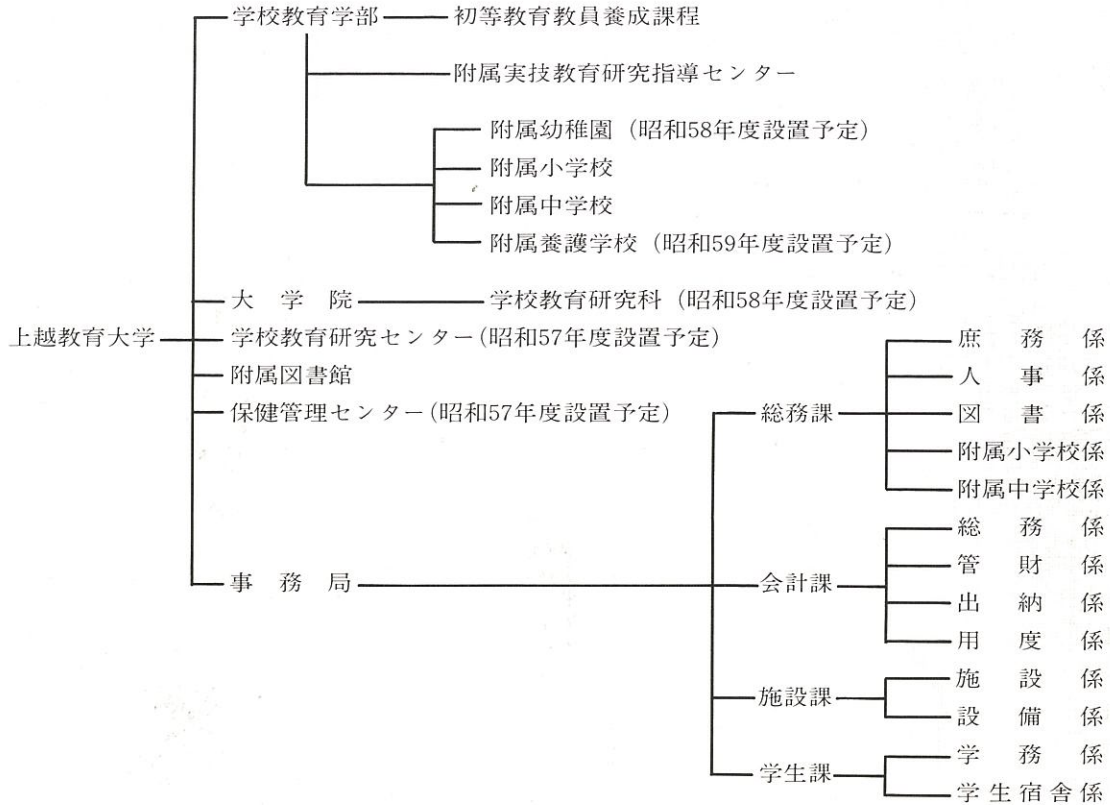 学校教育学部
初等教育教員養成課程
附属実技教育研究指導センター
附属幼稚園（昭和58年度設置予定）
附属小学校
附属中学校
附属養護学校（昭和59年度設置予定）
大学院
学校教育研究科（昭和58年度設置予定）
上越教育大学
学校教育研究センター(昭和57年度設置予定)
附属図書館
保健管理センター(昭和57年度設置予定)
事務局
総務課
庶務係
人事係
図書係
附属小学校係
附属中学校係
会計課
総務係
管財係
出納係
用度係
施設課
施設係
設備係
学生課
学務係
学生宿舎係